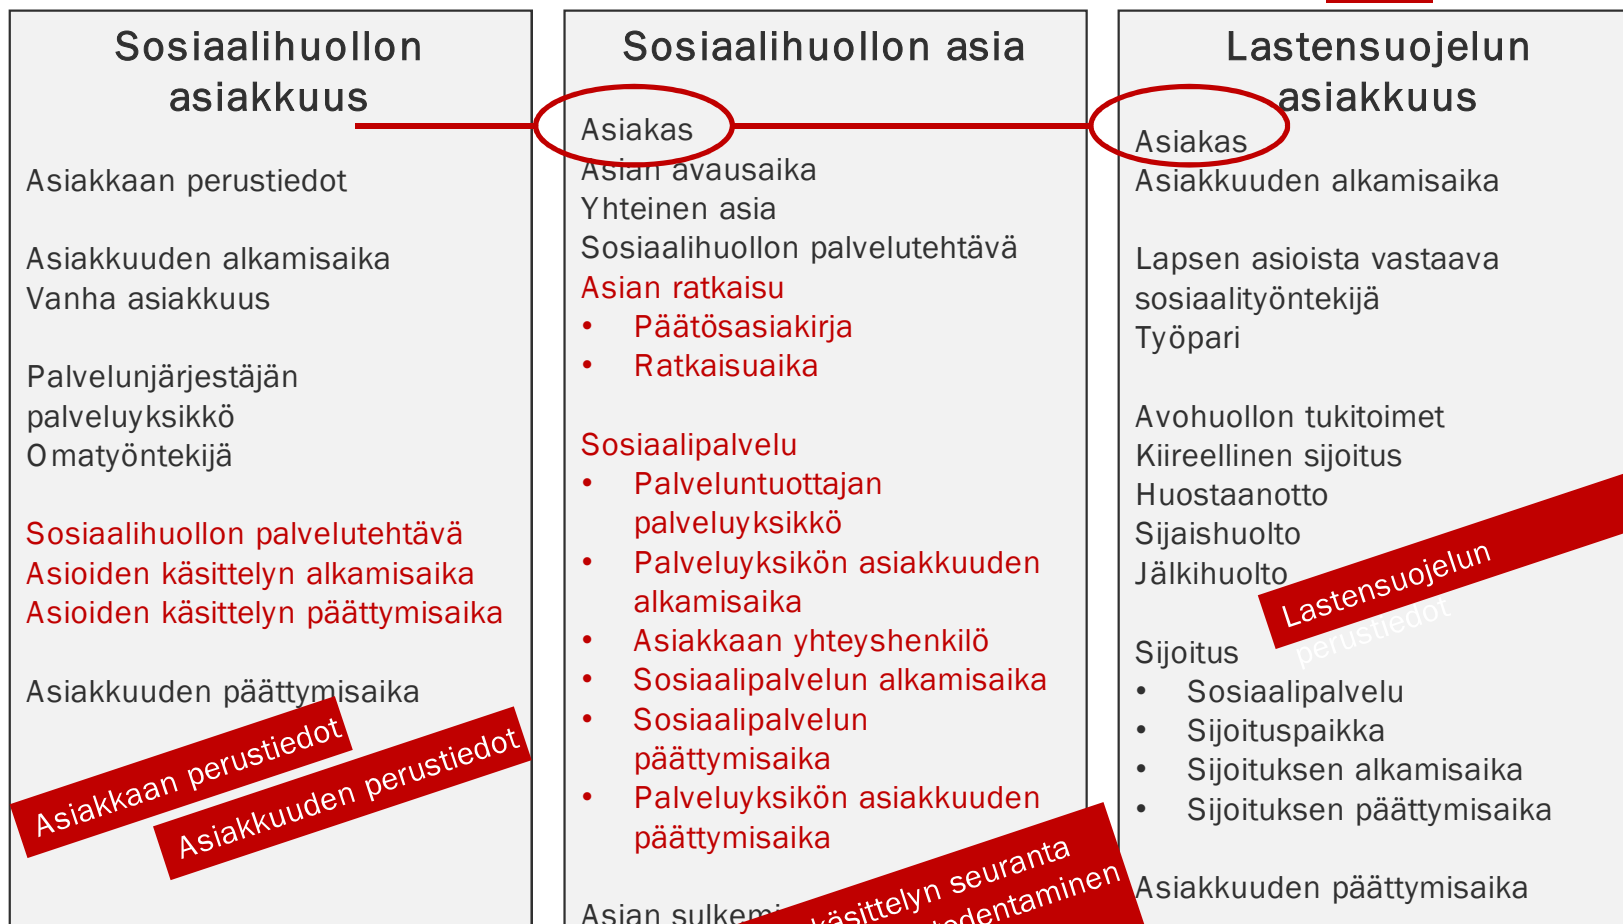 Sosiaalihuollon
asiakkuus
Asiakkaan perustiedot
Asiakkuuden alkamisaika
Vanha asiakkuus
Palvelunjärjestäjän
palveluyksikkö
Omatyöntekijä
Sosiaalihuollon palvelutehtävä
Asioiden käsittelyn alkamisaika
Asioiden käsittelyn päättymisaika
Asiakkuuden päättymisaika
Asiakkaan perustiedot
Asiakkuuden perustiedot
Sosiaalihuollon asia
Asiakas
Asian avausaika
Yhteinen asia
Sosiaalihuollon palvelutehtävä
Asian ratkaisu
• Päätösasiakirja
• Ratkaisuaika
Sosiaalipalvelu
• Palveluntuottajan
palveluyksikkö
• Palveluyksikön asiakkuuden
alkamisaika
• Asiakkaan yhteyshenkilö
• Sosiaalipalvelun alkamisaika
• Sosiaalipalvelun
päättymisaika
• Palveluyksikön asiakkuuden
päättymisaika
Asian
käsittelyn seuranta
Lastensuojelun
asiakkuus
Asiakas
Asiakkuuden alkamisaika
Lapsen asioista vastaava
sosiaalityöntekijä
Työpari
Avohuollon tukitoimet
Kiireellinen sijoitus
Huostaanotto
Sijaishuolto
Jälkihuolto
Lastensuojelun
perustiedot
Sijoitus
• Sosiaalipalvelu
• Sijoituspaikka
• Sijoituksen alkamisaika
• Sijoituksen päättymisaika
Asiakkuuden päättymisaika